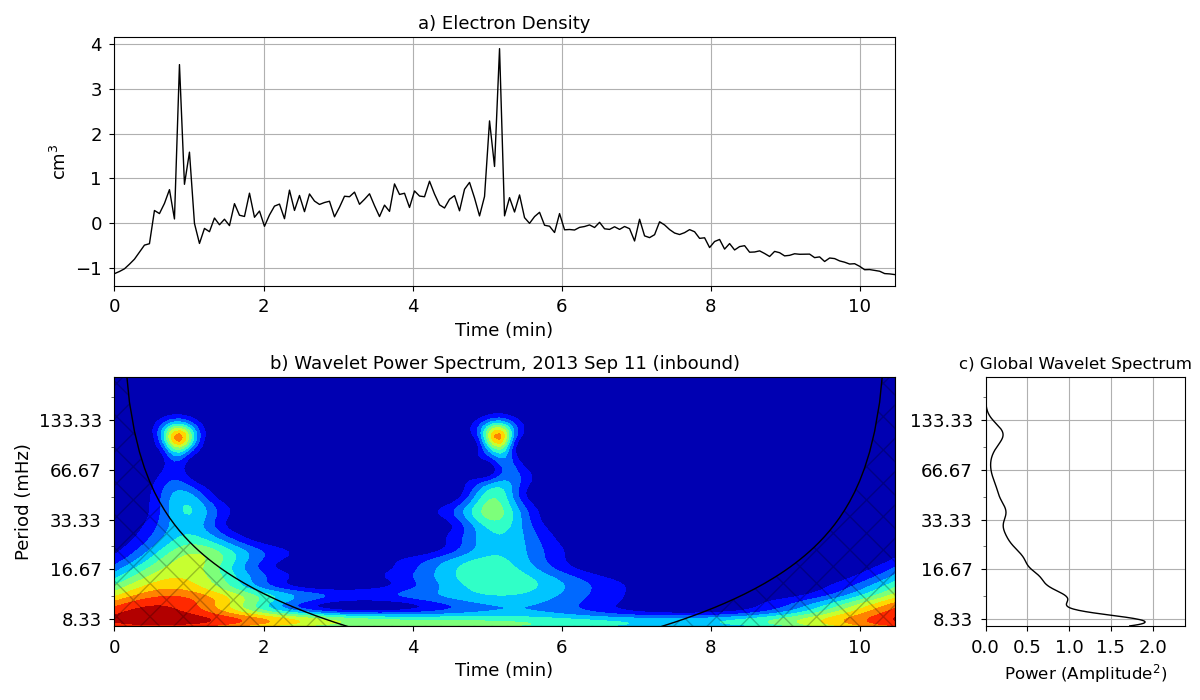 a) Electron Density
4
3
2
1
0
−1
cm³
0 2 4 6 8 10
Time (min)
b) Wavelet Power Spectrum, 2013 Sep 11 (inbound)
133.33
66.67
33.33
16.67
8.33
Period (mHz)
0 2 4 6 8 10
Time (min)
c) Global Wavelet Spectrum
133.33
66.67
33.33
16.67
8.33
0.0 0.5 1.0 1.5 2.0
Power (Amplitude²)